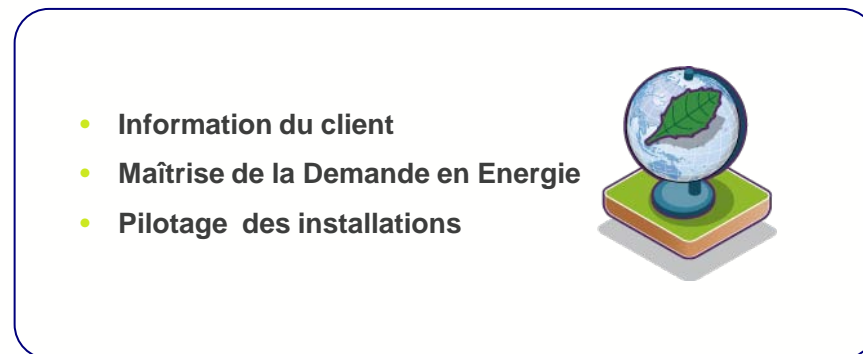 • Information du client
• Maîtrise de la Demande en Energie
• Pilotage  des installations